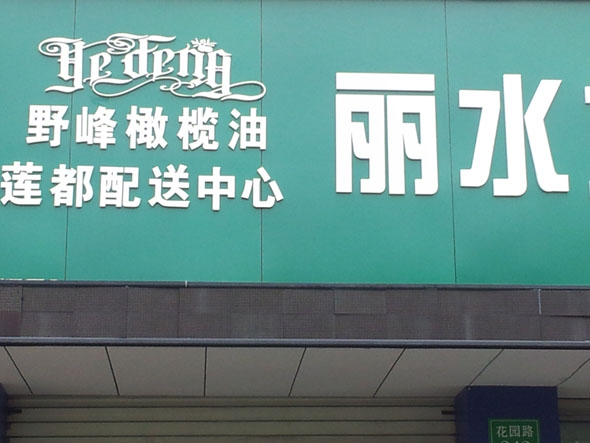 Ye Feng
野峰橄榄油
莲都配送中心
丽水
花园路